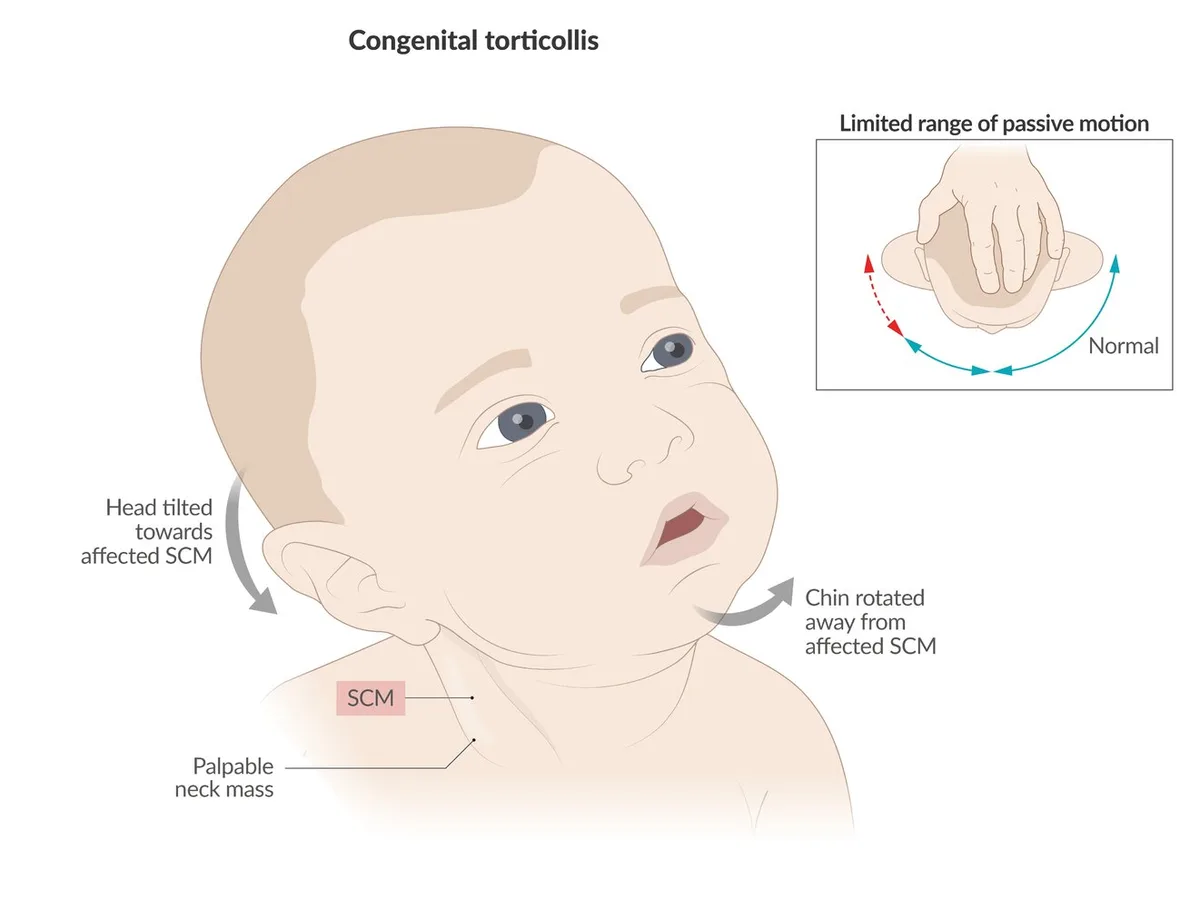 Congenital torticollis
Limited range of passive motion
Normal
Head tilted
towards
affected SCM
Chin rotated
away from
affected SCM
SCM
Palpable
neck mass